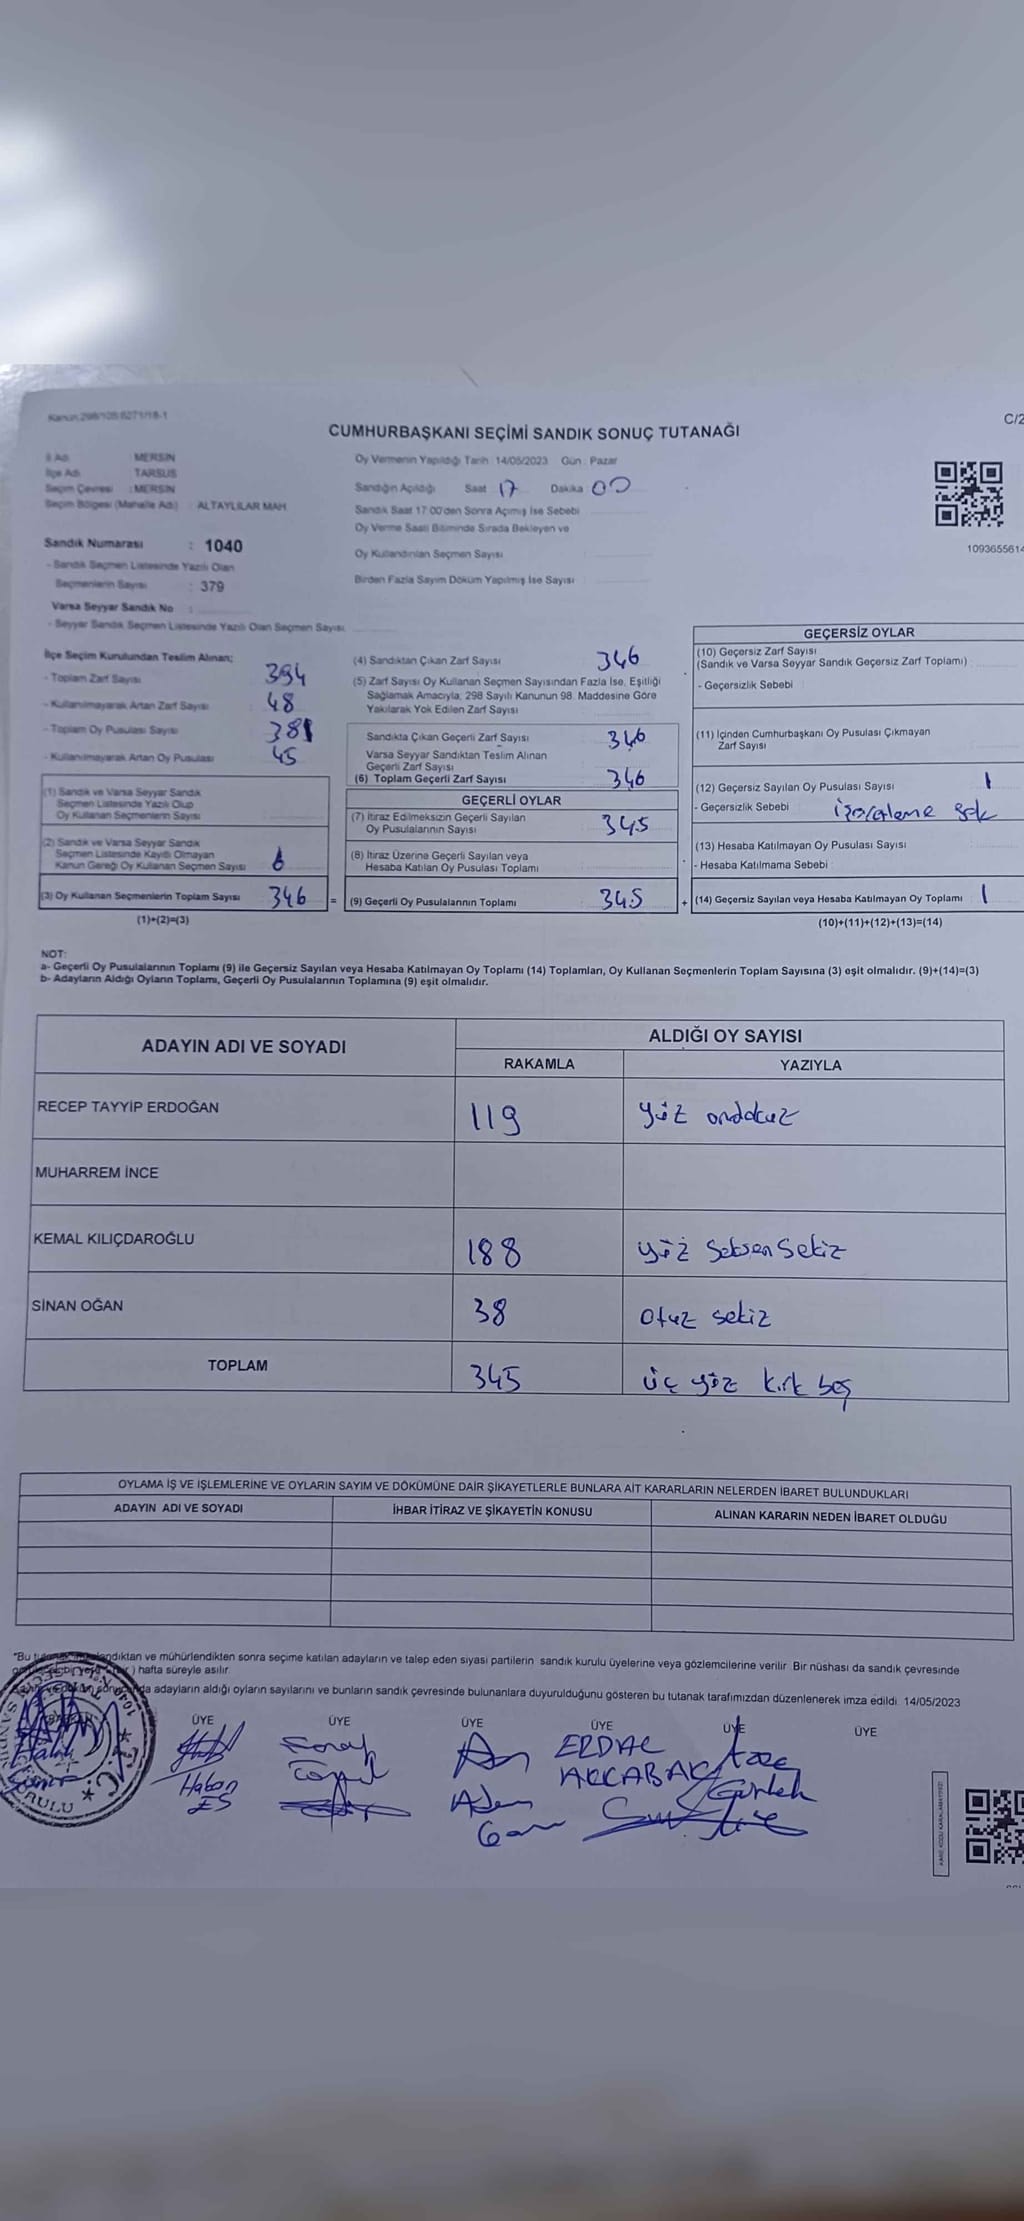 Kanun:298/105 6271/18-1
C/2
CUMHURBAŞKANI SEÇİMİ SANDIK SONUÇ TUTANAĞI
İl Adı MERSİN
İlçe Adı TARSUS
Seçim Çevresi : MERSİN
Seçim Bölgesi (Mahalle Adı) : ALTAYLILAR MAH
Sandık Numarası : 1040
- Sandık Seçmen Listesinde Yazılı Olan
Seçmenlerin Sayısı : 379
Varsa Seyyar Sandık No :
- Seyyar Sandık Seçmen Listesinde Yazılı Olan Seçmen Sayısı
Oy Vermenin Yapıldığı Tarih : 14/05/2023 Gün : Pazar
Sandığın Açıldığı Saat 17 Dakika 00
Sandık Saat 17:00'den Sonra Açımış İse Sebebi
Oy Verme Saati Bitiminde Sırada Bekleyen ve
Oy Kullandırılan Seçmen Sayısı
Birden Fazla Sayım Döküm Yapılmış İse Sayısı
1093655614
İlçe Seçim Kurulundan Teslim Alınan;
- Toplam Zarf Sayısı 394
- Kullanılmayarak Artan Zarf Sayısı 48
- Toplam Oy Pusulası Sayısı 381
- Kullanılmayarak Artan Oy Pusulası 45
(1) Sandık ve Varsa Seyyar Sandık
Seçmen Listesinde Yazılı Olup
Oy Kullanan Seçmenlerin Sayısı
(2) Sandık ve Varsa Seyyar Sandık
Seçmen Listesinde Kayıtlı Olmayan
Kanun Gereği Oy Kullanan Seçmen Sayısı
(3) Oy Kullanan Seçmenlerin Toplam Sayısı 346 =
(1)+(2)=(3)
(4) Sandıktan Çıkan Zarf Sayısı 346
(5) Zarf Sayısı Oy Kullanan Seçmen Sayısından Fazla İse, Eşitliği
Sağlamak Amacıyla, 298 Sayılı Kanunun 98. Maddesine Göre
Yakılarak Yok Edilen Zarf Sayısı
Sandıkta Çıkan Geçerli Zarf Sayısı 346
Varsa Seyyar Sandıktan Teslim Alınan
Geçerli Zarf Sayısı
(6) Toplam Geçerli Zarf Sayısı 346
GEÇERLİ OYLAR
(7) İtiraz Edilmeksizin Geçerli Sayılan
Oy Pusulalarının Sayısı 345
(8) İtiraz Üzerine Geçerli Sayılan veya
Hesaba Katılan Oy Pusulası Toplamı
(9) Geçerli Oy Pusulalarının Toplamı 345 +
GEÇERSİZ OYLAR
(10) Geçersiz Zarf Sayısı
(Sandık ve Varsa Seyyar Sandık Geçersiz Zarf Toplamı)
- Geçersizlik Sebebi
(11) İçinden Cumhurbaşkanı Oy Pusulası Çıkmayan
Zarf Sayısı
(12) Geçersiz Sayılan Oy Pusulası Sayısı 1
- Geçersizlik Sebebi
(13) Hesaba Katılmayan Oy Pusulası Sayısı
- Hesaba Katılmama Sebebi
(14) Geçersiz Sayılan veya Hesaba Katılmayan Oy Toplamı 1
(10)+(11)+(12)+(13)=(14)
NOT:
a- Geçerli Oy Pusulalarının Toplamı (9) ile Geçersiz Sayılan veya Hesaba Katılmayan Oy Toplamı (14) Toplamları, Oy Kullanan Seçmenlerin Toplam Sayısına (3) eşit olmalıdır. (9)+(14)=(3)
b- Adayların Aldığı Oyların Toplamı, Geçerli Oy Pusulalarının Toplamına (9) eşit olmalıdır.
ADAYIN ADI VE SOYADI
ALDIĞI OY SAYISI
RAKAMLA YAZIYLA
RECEP TAYYİP ERDOĞAN 119 yüz ondokuz
MUHARREM İNCE
KEMAL KILIÇDAROĞLU 188 yüz seksen sekiz
SİNAN OĞAN 38 otuz sekiz
TOPLAM 345 üç yüz kırk beş
OYLAMA İŞ VE İŞLEMLERİNE VE OYLARIN SAYIM VE DÖKÜMÜNE DAİR ŞİKAYETLERLE BUNLARA AİT KARARLARIN NELERDEN İBARET BULUNDUKLARI
ADAYIN ADI VE SOYADI İHBAR İTİRAZ VE ŞİKAYETİN KONUSU ALINAN KARARIN NEDEN İBARET OLDUĞU
"Bu ve mühürlendikten sonra seçime katılan adayların ve talep eden siyasi partilerin sandık kurulu üyelerine veya gözlemcilerine verilir Bir nüshası da sandık çevresinde
hafta süreyle asılır
adayların aldığı oyların sayılarını ve bunların sandık çevresinde bulunanlara duyurulduğunu gösteren bu tutanak tarafımızdan düzenlenerek imza edildi 14/05/2023
ÜYE ÜYE ÜYE ÜYE ÜYE ÜYE
Hakan
ERDAL
AKCABAK
Adem